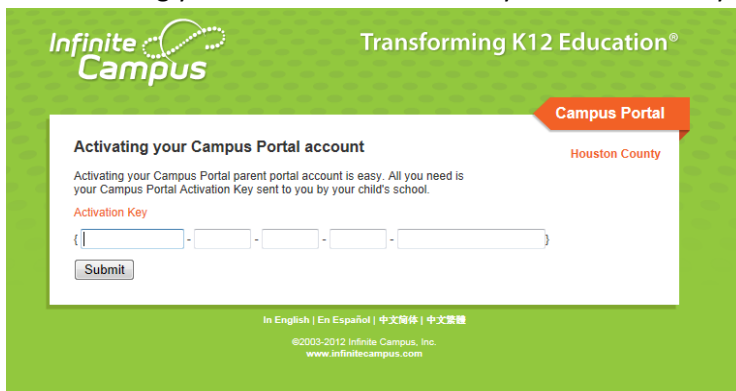 Infinite
Campus
Transforming K12 Education®
Campus Portal
Houston County
Activating your Campus Portal account
Activating your Campus Portal parent portal account is easy. All you need is
your Campus Portal Activation Key sent to you by your child's school.
Activation Key
{ - - - - }
Submit
In English | En Español | 中文简体 | 中文繁體
©2003-2012 Infinite Campus, Inc.
www.infinitecampus.com